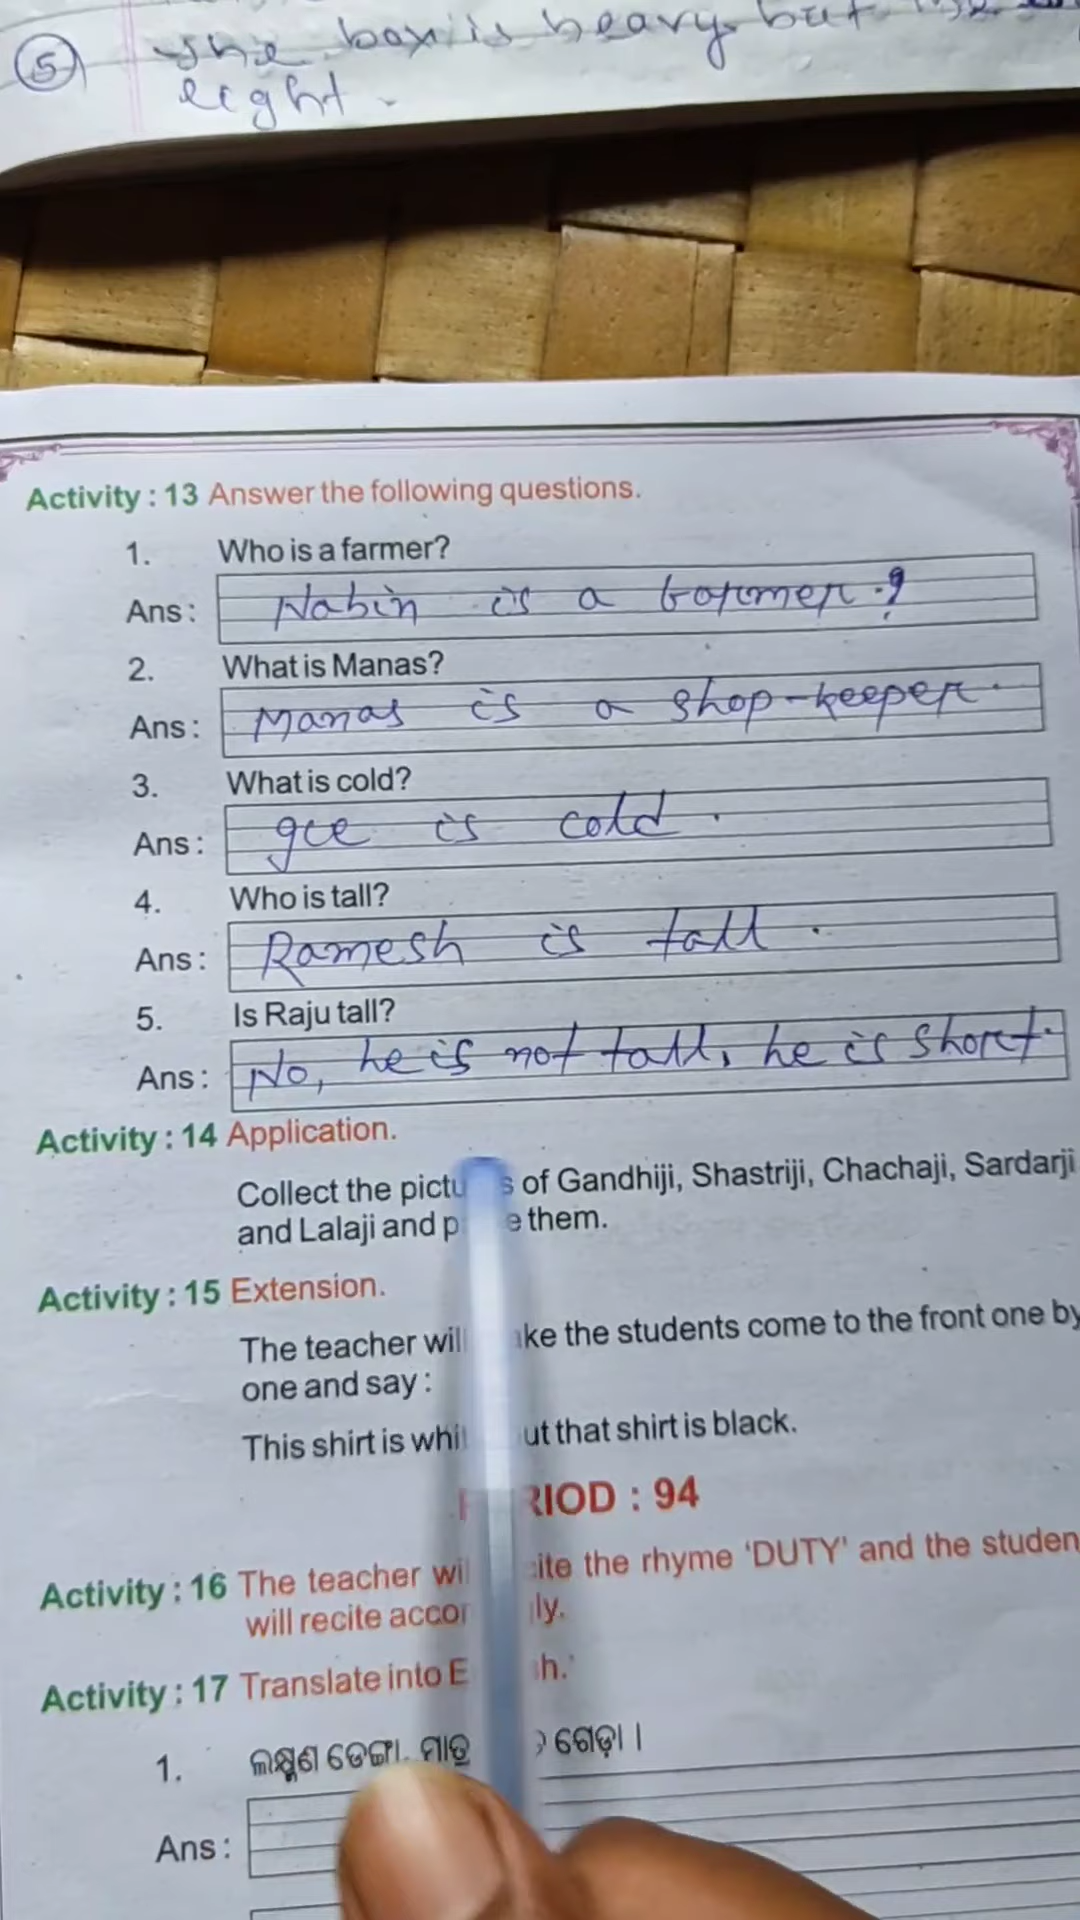 5 The box is heavy but the
light.
Activity : 13 Answer the following questions.
1. Who is a farmer?
Ans : Nabin is a farmer.
2. What is Manas?
Ans : Manas is a shop-keeper.
3. What is cold?
Ans : Ice is cold.
4. Who is tall?
Ans : Ramesh is tall.
5. Is Raju tall?
Ans : No, he is not tall, he is short.
Activity : 14 Application.
Collect the pictu s of Gandhiji, Shastriji, Chachaji, Sardarji
and Lalaji and p e them.
Activity : 15 Extension.
The teacher will ke the students come to the front one by
one and say :
This shirt is whi ut that shirt is black.
RIOD : 94
Activity : 16 The teacher wi ite the rhyme 'DUTY' and the studen
will recite accor ly.
Activity : 17 Translate into E h.
1. ଲକ୍ଷ୍ମଣ ଡେଙ୍ଗା, ମାତ୍ର ଗେଡ଼ା ।
Ans :